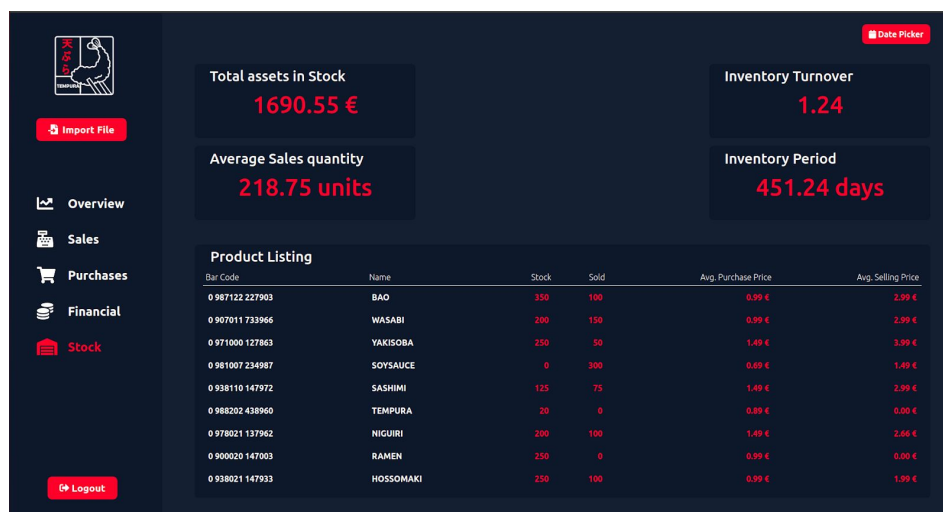 天ぷら
TEMPURA
Import File
Overview
Sales
Purchases
Financial
Stock
Logout
Date Picker
Total assets in Stock
1690.55 €
Inventory Turnover
1.24
Average Sales quantity
218.75 units
Inventory Period
451.24 days
Product Listing
Bar Code Name Stock Sold Avg. Purchase Price Avg. Selling Price
0 987122 227903 BAO 350 100 0.99 € 2.99 €
0 907011 733966 WASABI 200 150 0.99 € 2.99 €
0 971000 127863 YAKISOBA 250 50 1.49 € 3.99 €
0 981007 234987 SOYSAUCE 0 300 0.69 € 1.49 €
0 938110 147972 SASHIMI 125 75 1.49 € 2.99 €
0 988202 438960 TEMPURA 20 0 0.89 € 0.00 €
0 978021 137962 NIGUIRI 200 100 1.49 € 2.66 €
0 900020 147003 RAMEN 250 0 0.99 € 0.00 €
0 938021 147933 HOSSOMAKI 250 100 0.99 € 1.99 €